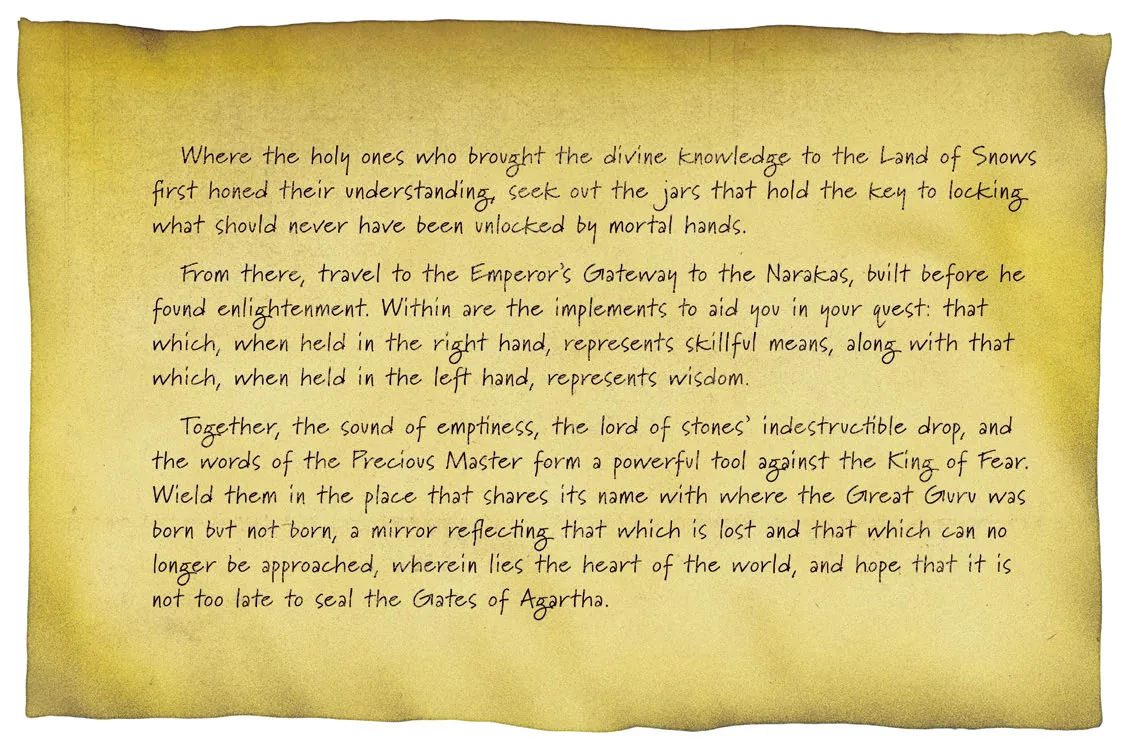 Where the holy ones who brought the divine knowledge to the Land of Snows
first honed their understanding, seek out the jars that hold the key to locking
what should never have been unlocked by mortal hands.
From there, travel to the Emperor's Gateway to the Narakas, built before he
found enlightenment. Within are the implements to aid you in your quest: that
which, when held in the right hand, represents skillful means, along with that
which, when held in the left hand, represents wisdom.
Together, the sound of emptiness, the lord of stones' indestructible drop, and
the words of the Precious Master form a powerful tool against the King of Fear.
Wield them in the place that shares its name with where the Great Guru was
born but not born, a mirror reflecting that which is lost and that which can no
longer be approached, wherein lies the heart of the world, and hope that it is
not too late to seal the Gates of Agartha.